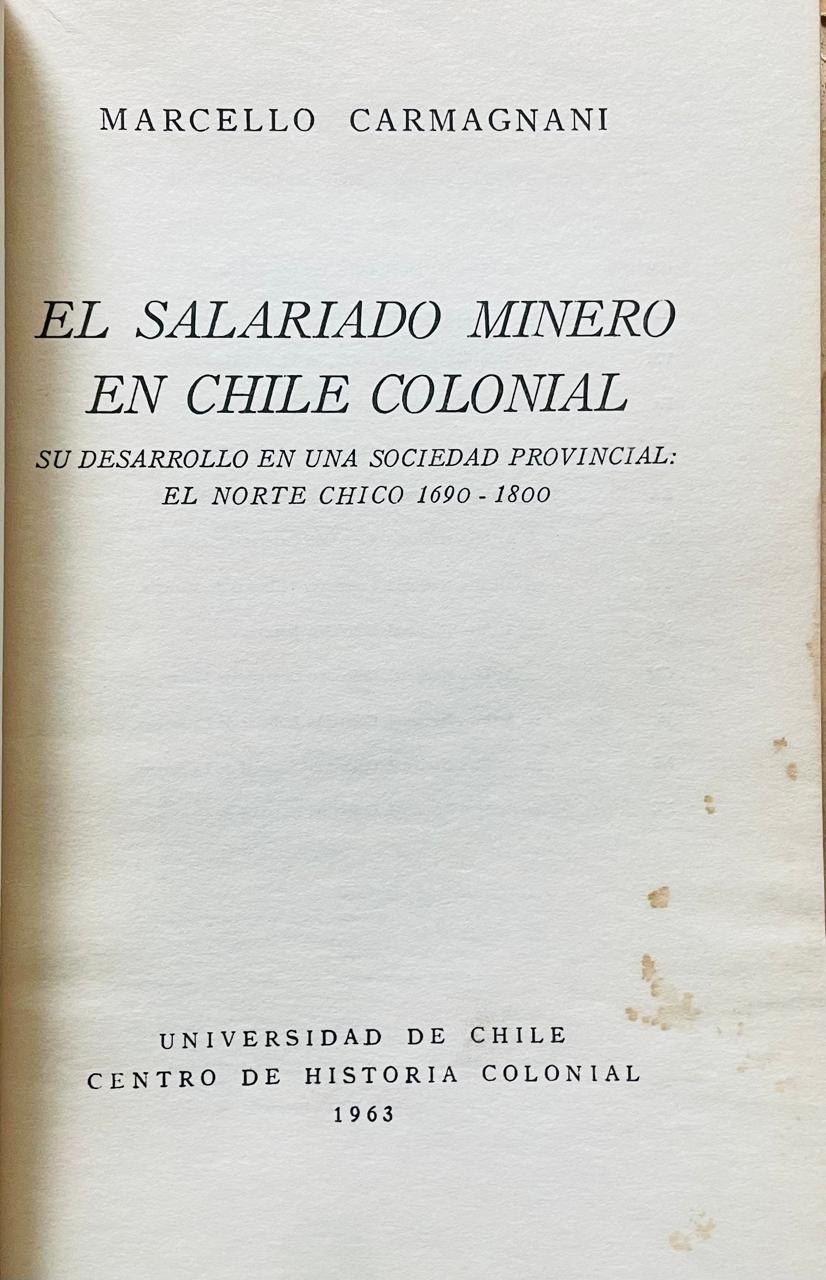 MARCELLO CARMAGNANI
EL SALARIADO MINERO
EN CHILE COLONIAL
SU DESARROLLO EN UNA SOCIEDAD PROVINCIAL:
EL NORTE CHICO 1690 - 1800
UNIVERSIDAD DE CHILE
CENTRO DE HISTORIA COLONIAL
1963